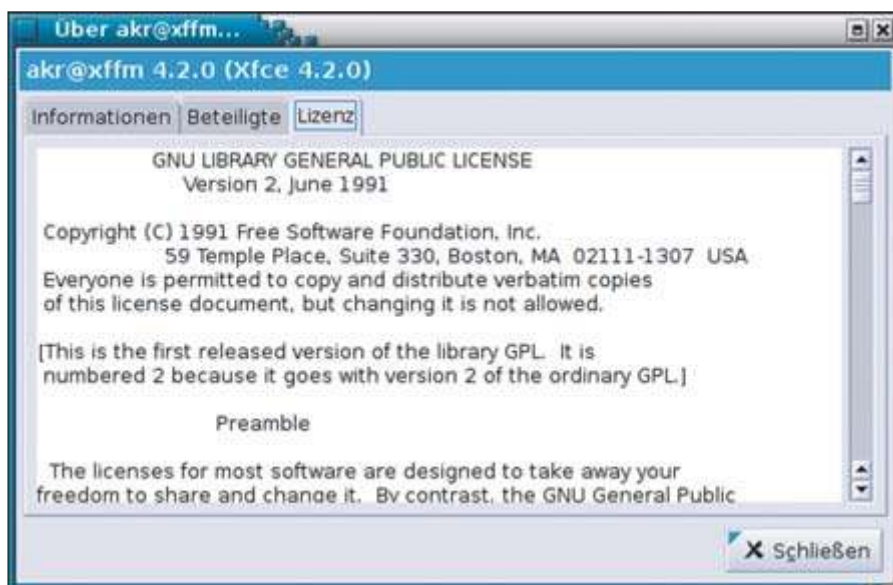 Über akr@xffm...
akr@xffm 4.2.0 (Xfce 4.2.0)
Informationen Beteiligte Lizenz
GNU LIBRARY GENERAL PUBLIC LICENSE
Version 2, June 1991
Copyright (C) 1991 Free Software Foundation, Inc.
59 Temple Place, Suite 330, Boston, MA 02111-1307 USA
Everyone is permitted to copy and distribute verbatim copies
of this license document, but changing it is not allowed.
[This is the first released version of the library GPL. It is
numbered 2 because it goes with version 2 of the ordinary GPL.]
Preamble
The licenses for most software are designed to take away your
freedom to share and change it. By contrast, the GNU General Public
Schließen